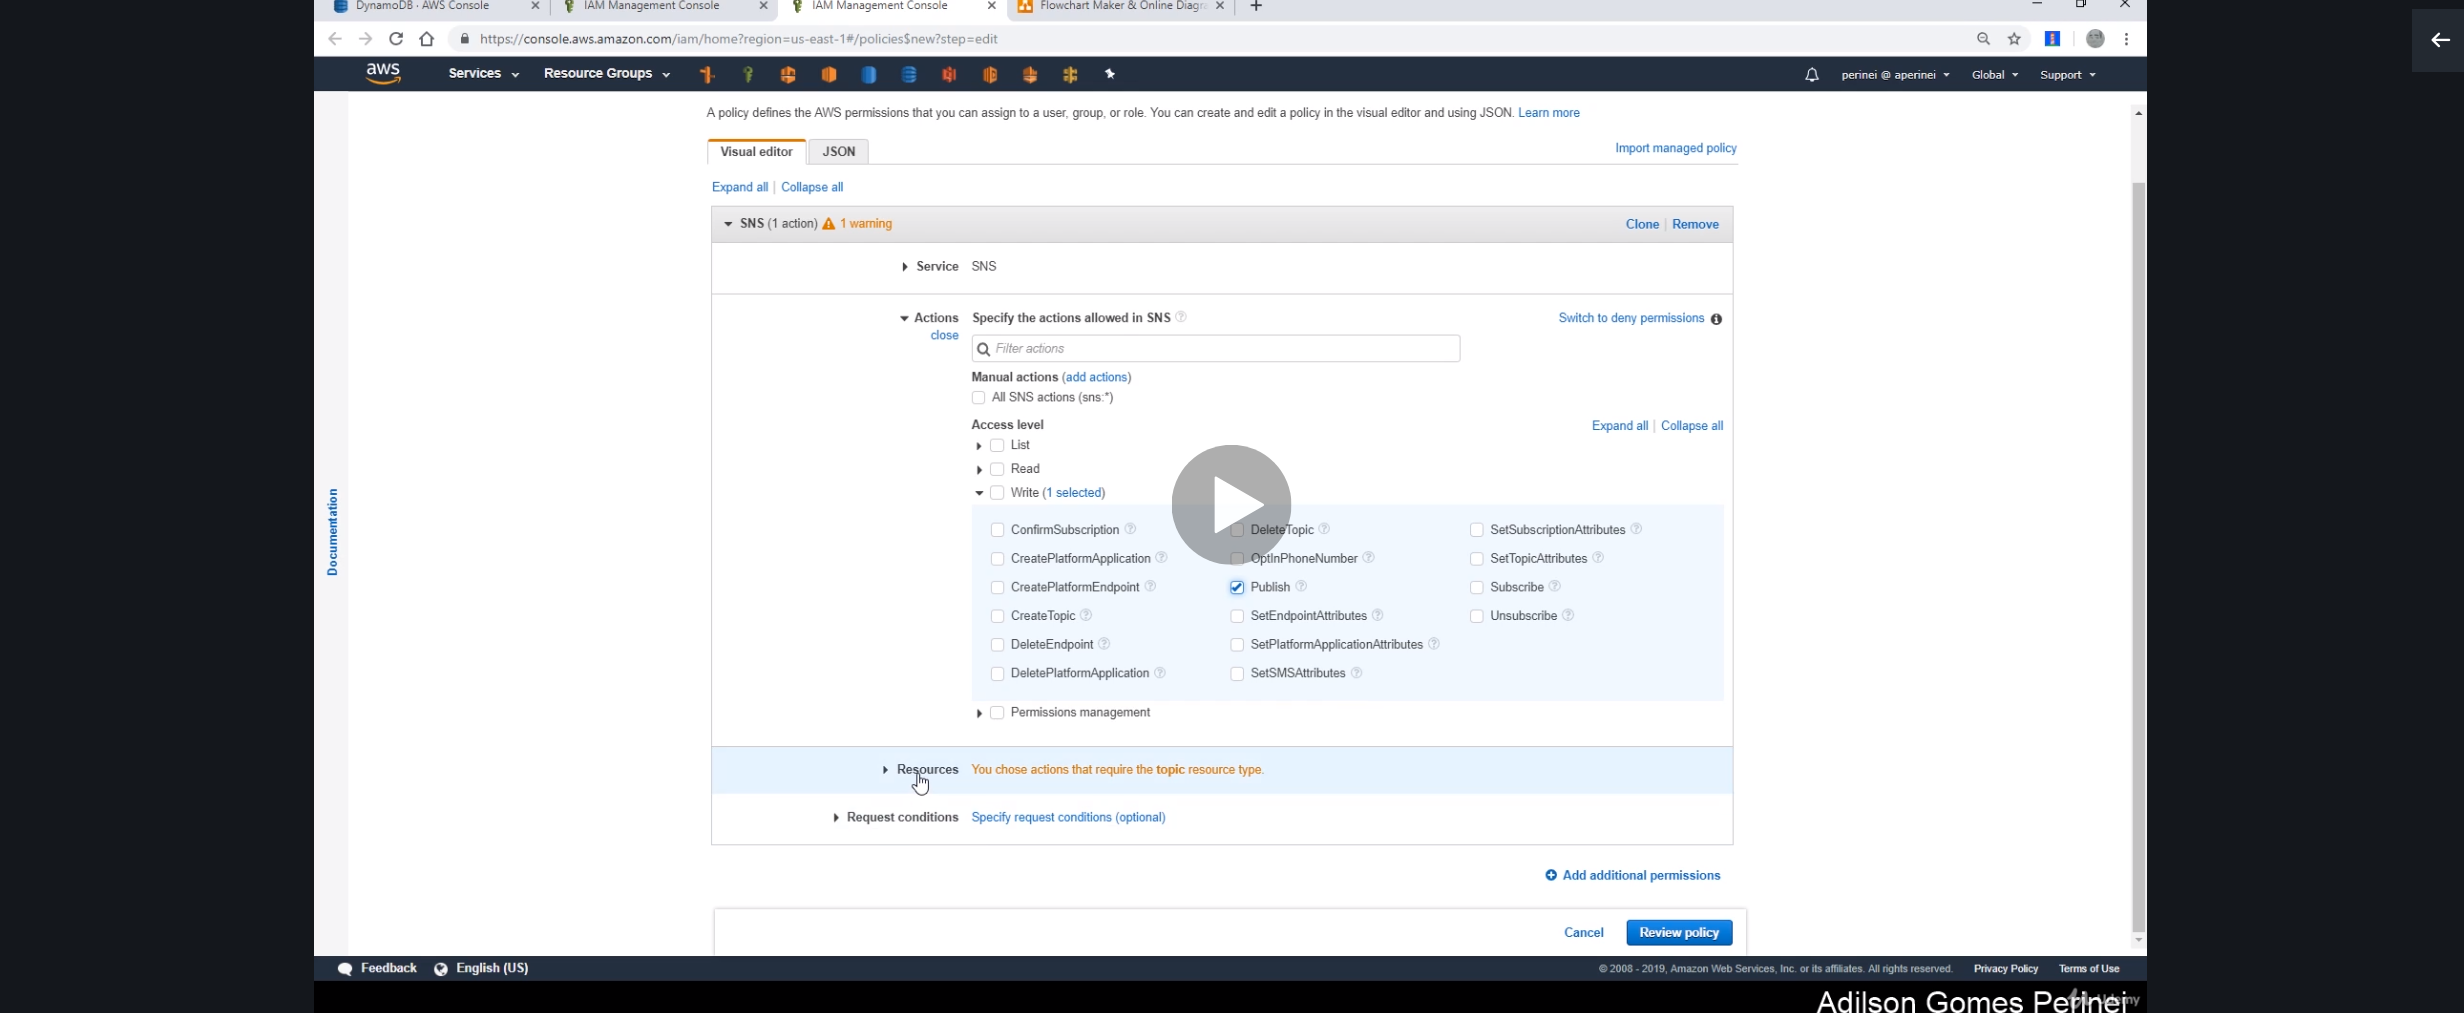 DynamoDB · AWS Console
IAM Management Console
IAM Management Console
Flowchart Maker & Online Diagr
https://console.aws.amazon.com/iam/home?region=us-east-1#/policies$new?step=edit
aws
Services
Resource Groups
perinei @ aperinei
Global
Support
A policy defines the AWS permissions that you can assign to a user, group, or role. You can create and edit a policy in the visual editor and using JSON. Learn more
Visual editor
JSON
Import managed policy
Expand all | Collapse all
SNS (1 action) 1 warning
Clone | Remove
Service SNS
Actions Specify the actions allowed in SNS
Switch to deny permissions
close
Filter actions
Manual actions (add actions)
All SNS actions (sns:*)
Access level
Expand all | Collapse all
List
Read
Write (1 selected)
ConfirmSubscription
DeleteTopic
SetSubscriptionAttributes
CreatePlatformApplication
OptInPhoneNumber
SetTopicAttributes
CreatePlatformEndpoint
Publish
Subscribe
CreateTopic
SetEndpointAttributes
Unsubscribe
DeleteEndpoint
SetPlatformApplicationAttributes
DeletePlatformApplication
SetSMSAttributes
Permissions management
Resources You chose actions that require the topic resource type.
Request conditions Specify request conditions (optional)
Add additional permissions
Cancel
Review policy
Documentation
Feedback
English (US)
© 2008 - 2019, Amazon Web Services, Inc. or its affiliates. All rights reserved.
Privacy Policy
Terms of Use
Adilson Gomes Perinei
Udemy